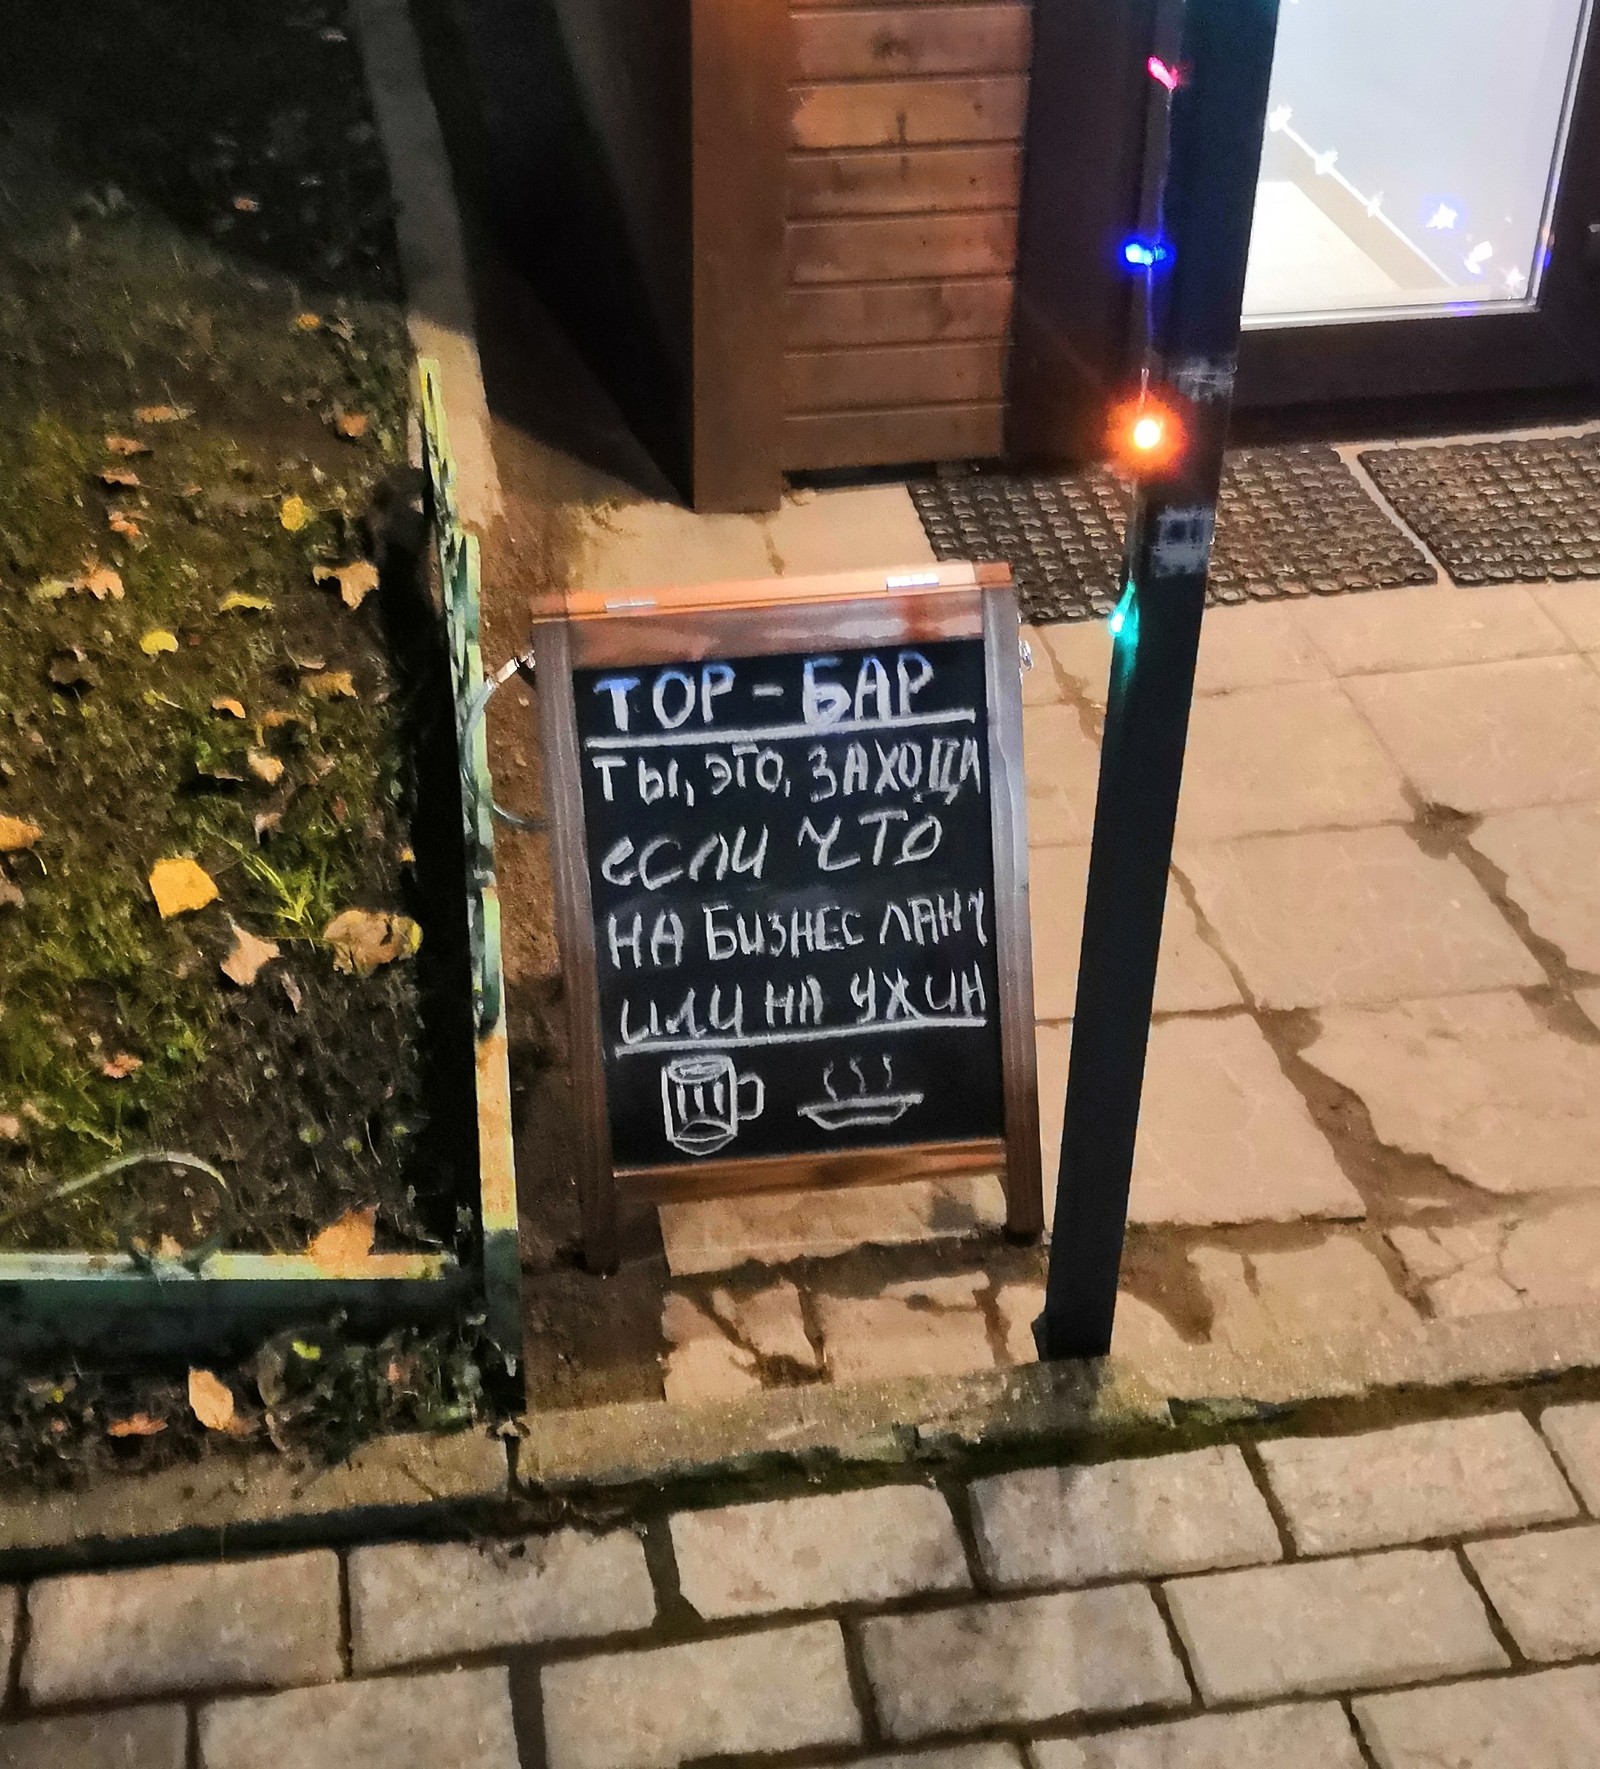 ТОР-БАР
ТЫ, ЭТО, ЗАХОДИ
если что
НА БИЗНЕС ЛАНЧ
ИЛИ НА УЖИН